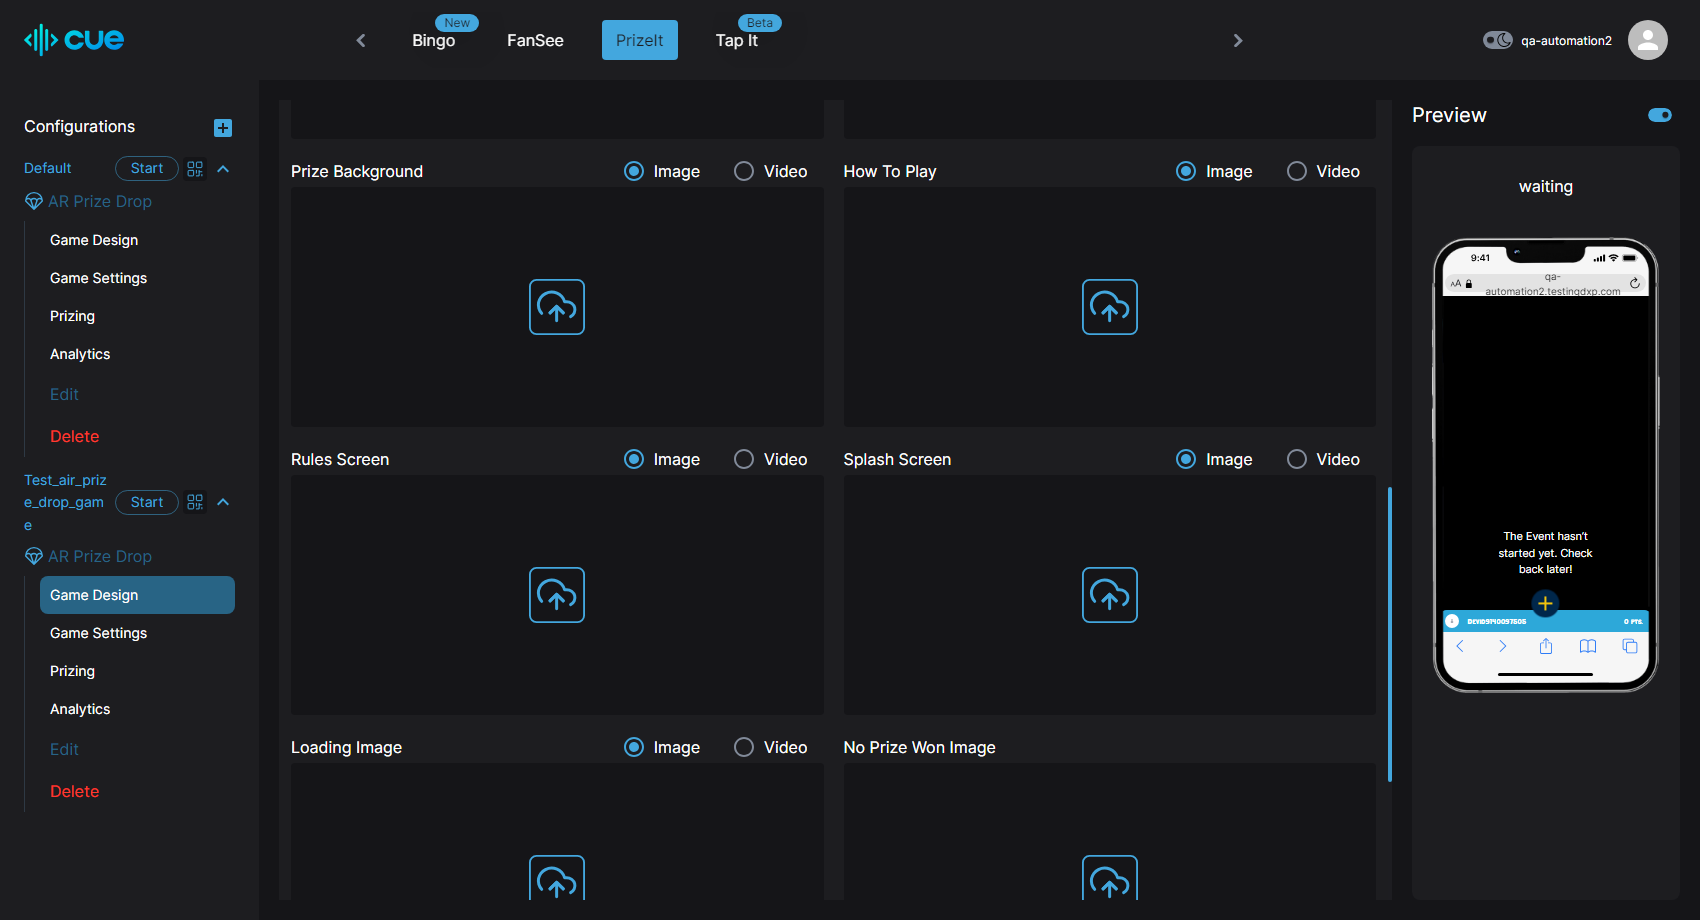 cue
New
Bingo
FanSee
PrizeIt
Beta
Tap It
qa-automation2
Configurations
Default
Start
AR Prize Drop
Game Design
Game Settings
Prizing
Analytics
Edit
Delete
Test_air_priz
e_drop_gam
e
Start
AR Prize Drop
Game Design
Game Settings
Prizing
Analytics
Edit
Delete
Prize Background
Image
Video
How To Play
Image
Video
Rules Screen
Image
Video
Splash Screen
Image
Video
Loading Image
Image
Video
No Prize Won Image
Preview
waiting
9:41
AA
qa-
automation2.testingdxp.com
The Event hasn't
started yet. Check
back later!
0 PTS.